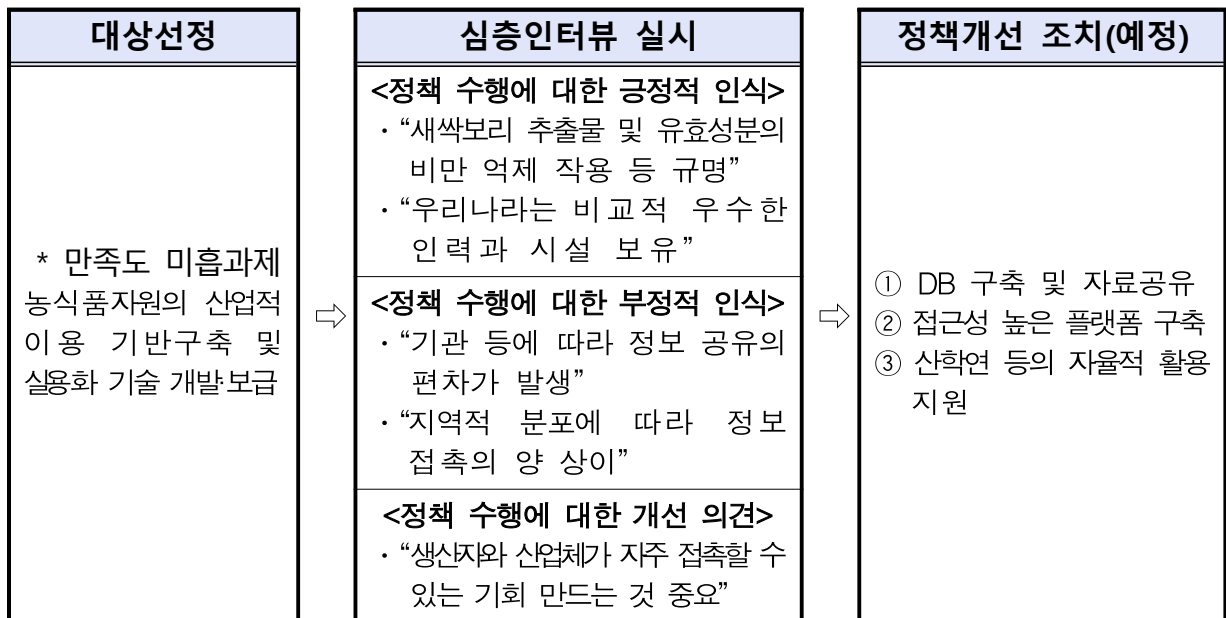 대상선정
* 만족도 미흡과제
농식품자원의 산업적
이용 기반구축 및
실용화 기술 개발·보급
⇨
심층인터뷰 실시
<정책 수행에 대한 긍정적 인식>
· “새싹보리 추출물 및 유효성분의
비만 억제 작용 등 규명”
· “우리나라는 비교적 우수한
인력과 시설 보유”
<정책 수행에 대한 부정적 인식>
· “기관 등에 따라 정보 공유의
편차가 발생”
· “지역적 분포에 따라 정보
접촉의 양 상이”
<정책 수행에 대한 개선 의견>
· “생산자와 산업체가 자주 접촉할 수
있는 기회 만드는 것 중요”
⇨
정책개선 조치(예정)
① DB 구축 및 자료공유
② 접근성 높은 플랫폼 구축
③ 산학연 등의 자율적 활용
지원